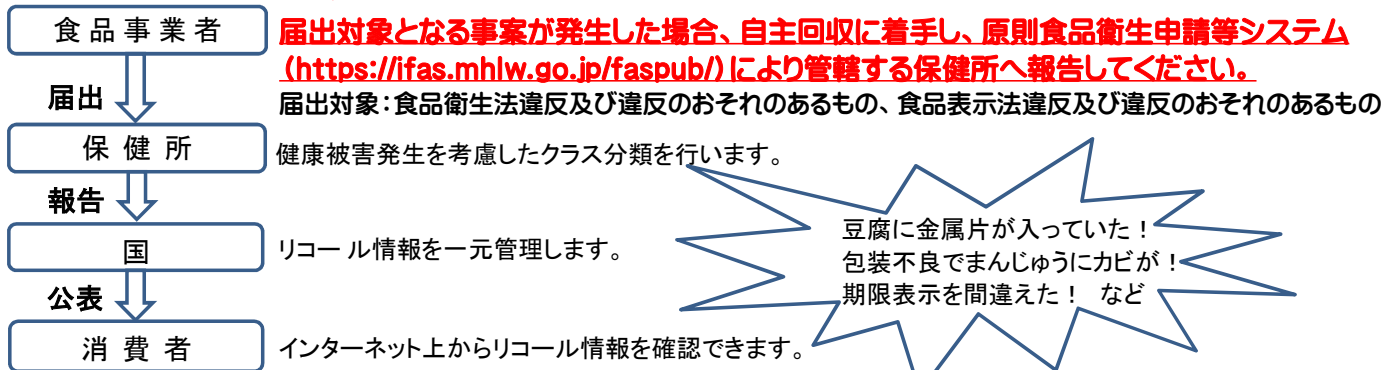 食品事業者
届出対象となる事案が発生した場合、自主回収に着手し、原則食品衛生申請等システム
（https://ifas.mhlw.go.jp/faspub/）により管轄する保健所へ報告してください。
届出
届出対象：食品衛生法違反及び違反のおそれのあるもの、食品表示法違反及び違反のおそれのあるもの
保健所
健康被害発生を考慮したクラス分類を行います。
報告
国
リコール情報を一元管理します。
豆腐に金属片が入っていた！
包装不良でまんじゅうにカビが！
期限表示を間違えた！ など
公表
消費者
インターネット上からリコール情報を確認できます。